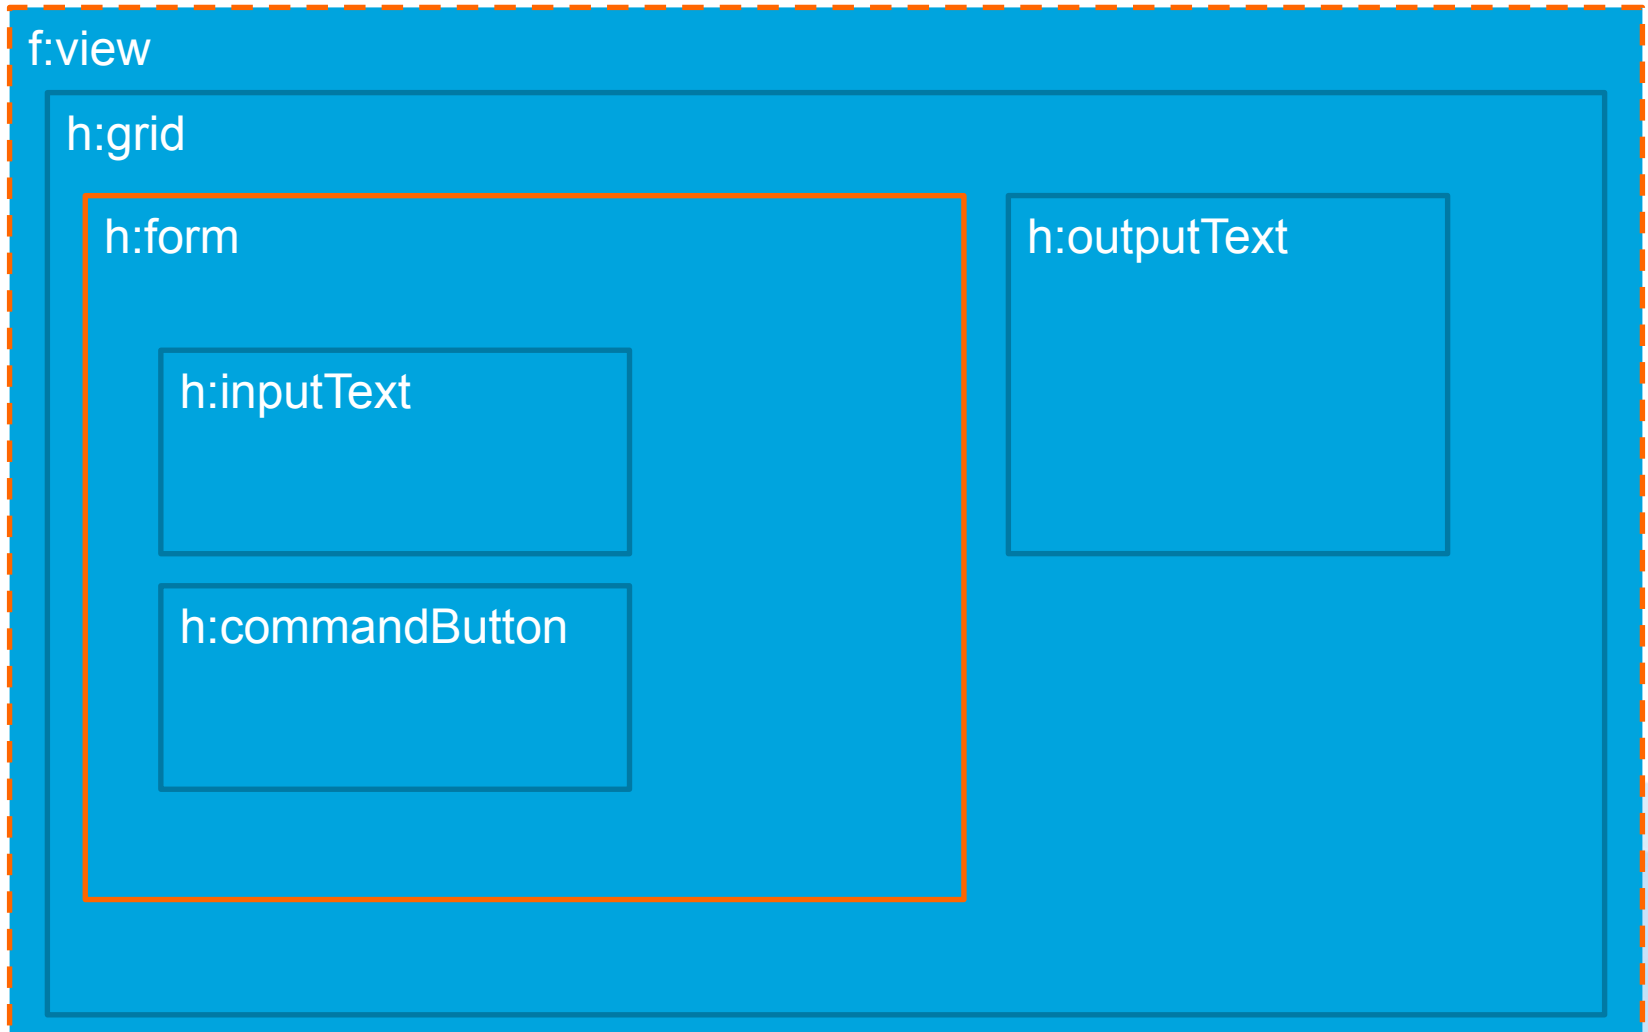 f:view
h:grid
h:form
h:outputText
h:inputText
h:commandButton